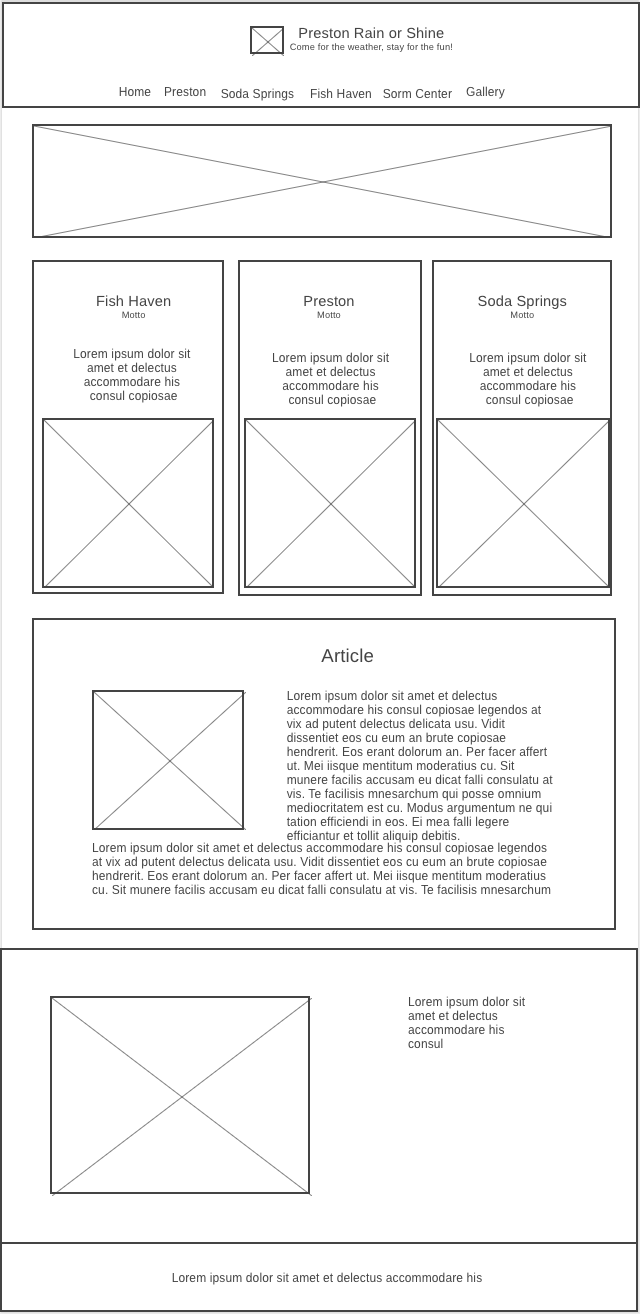 Preston Rain or Shine
Come for the weather, stay for the fun!
Home Preston Soda Springs Fish Haven Sorm Center Gallery
Fish Haven
Motto
Lorem ipsum dolor sit
amet et delectus
accommodare his
consul copiosae
Preston
Motto
Lorem ipsum dolor sit
amet et delectus
accommodare his
consul copiosae
Soda Springs
Motto
Lorem ipsum dolor sit
amet et delectus
accommodare his
consul copiosae
Article
Lorem ipsum dolor sit amet et delectus
accommodare his consul copiosae legendos at
vix ad putent delectus delicata usu. Vidit
dissentiet eos cu eum an brute copiosae
hendrerit. Eos erant dolorum an. Per facer affert
ut. Mei iisque mentitum moderatius cu. Sit
munere facilis accusam eu dicat falli consulatu at
vis. Te facilisis mnesarchum qui posse omnium
mediocritatem est cu. Modus argumentum ne qui
tation efficiendi in eos. Ei mea falli legere
efficiantur et tollit aliquip debitis.
Lorem ipsum dolor sit amet et delectus accommodare his consul copiosae legendos
at vix ad putent delectus delicata usu. Vidit dissentiet eos cu eum an brute copiosae
hendrerit. Eos erant dolorum an. Per facer affert ut. Mei iisque mentitum moderatius
cu. Sit munere facilis accusam eu dicat falli consulatu at vis. Te facilisis mnesarchum
Lorem ipsum dolor sit
amet et delectus
accommodare his
consul
Lorem ipsum dolor sit amet et delectus accommodare his